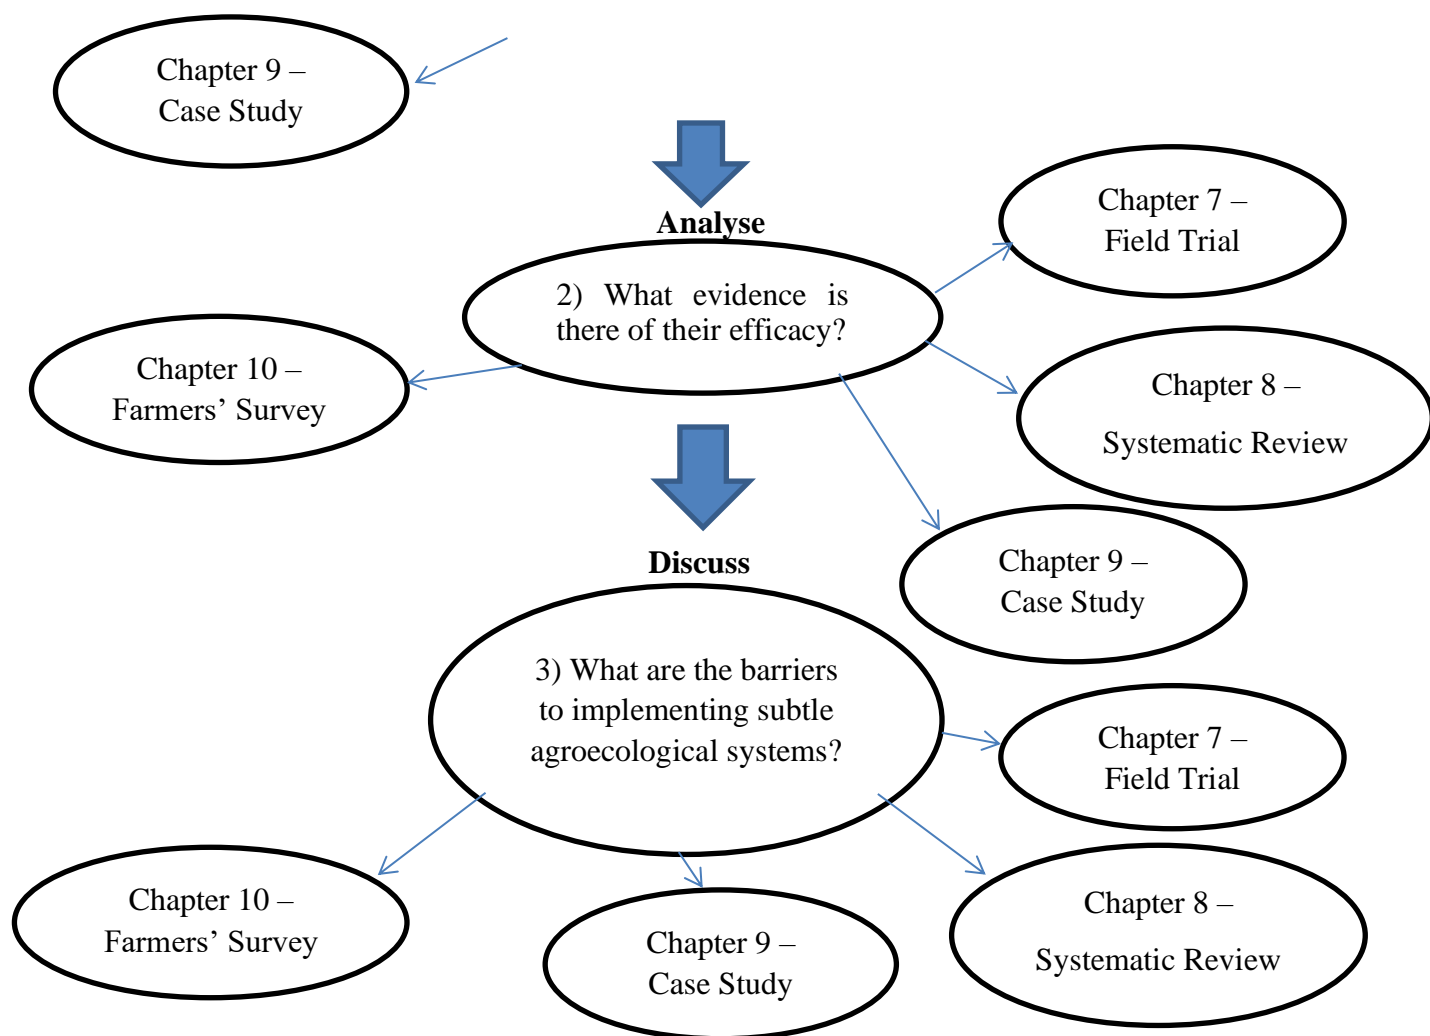 Chapter 9 –
Case Study
Analyse
2) What evidence is
there of their efficacy?
Chapter 7 –
Field Trial
Chapter 10 –
Farmers’ Survey
Chapter 8 –
Systematic Review
Chapter 9 –
Case Study
Discuss
3) What are the barriers
to implementing subtle
agroecological systems?
Chapter 7 –
Field Trial
Chapter 10 –
Farmers’ Survey
Chapter 9 –
Case Study
Chapter 8 –
Systematic Review